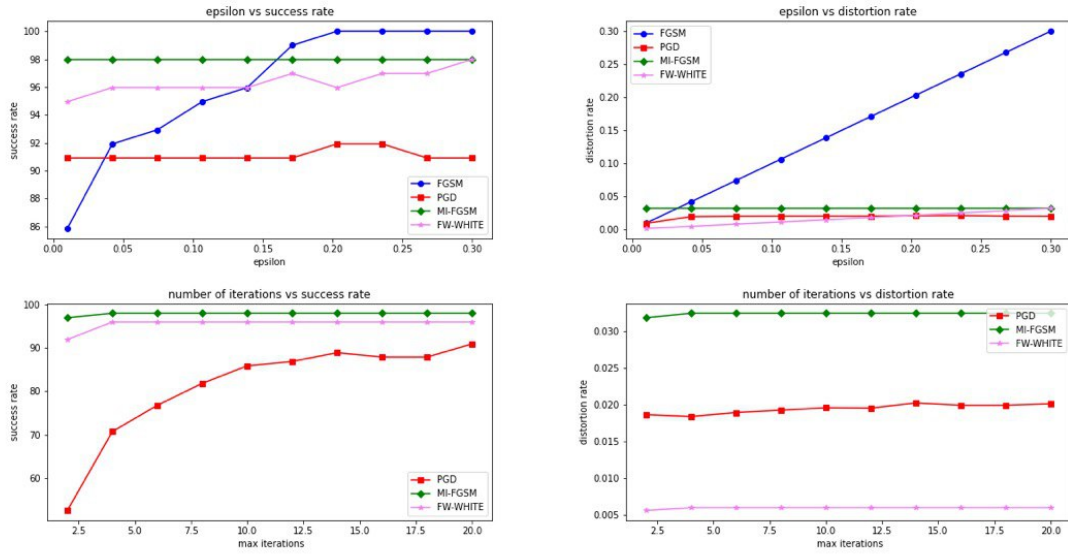 epsilon vs success rate
success rate
100
98
96
94
92
90
88
86
0.00
0.05
0.10
0.15
0.20
0.25
0.30
epsilon
FGSM
PGD
MI-FGSM
FW-WHITE
epsilon vs distortion rate
distortion rate
0.30
0.25
0.20
0.15
0.10
0.05
0.00
0.00
0.05
0.10
0.15
0.20
0.25
0.30
epsilon
FGSM
PGD
MI-FGSM
FW-WHITE
number of iterations vs success rate
success rate
100
90
80
70
60
2.5
5.0
7.5
10.0
12.5
15.0
17.5
20.0
max iterations
PGD
MI-FGSM
FW-WHITE
number of iterations vs distortion rate
distortion rate
0.030
0.025
0.020
0.015
0.010
0.005
2.5
5.0
7.5
10.0
12.5
15.0
17.5
20.0
max iterations
PGD
MI-FGSM
FW-WHITE